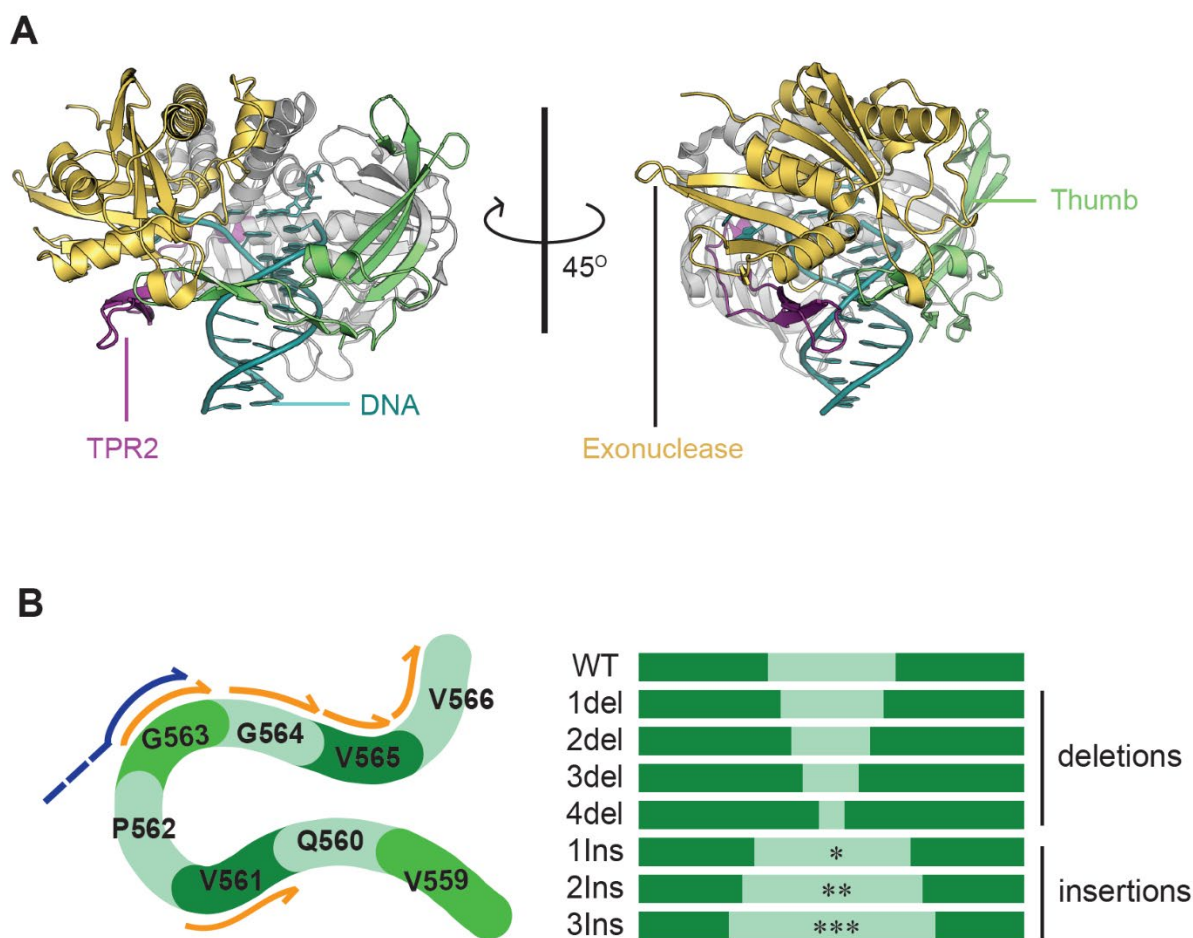 A
45°
Thumb
DNA
TPR2
Exonuclease
B
V566
G563
G564
V565
P562
Q560
V561
V559
WT
1del
2del
3del
4del
deletions
1Ins *
2Ins **
3Ins ***
insertions